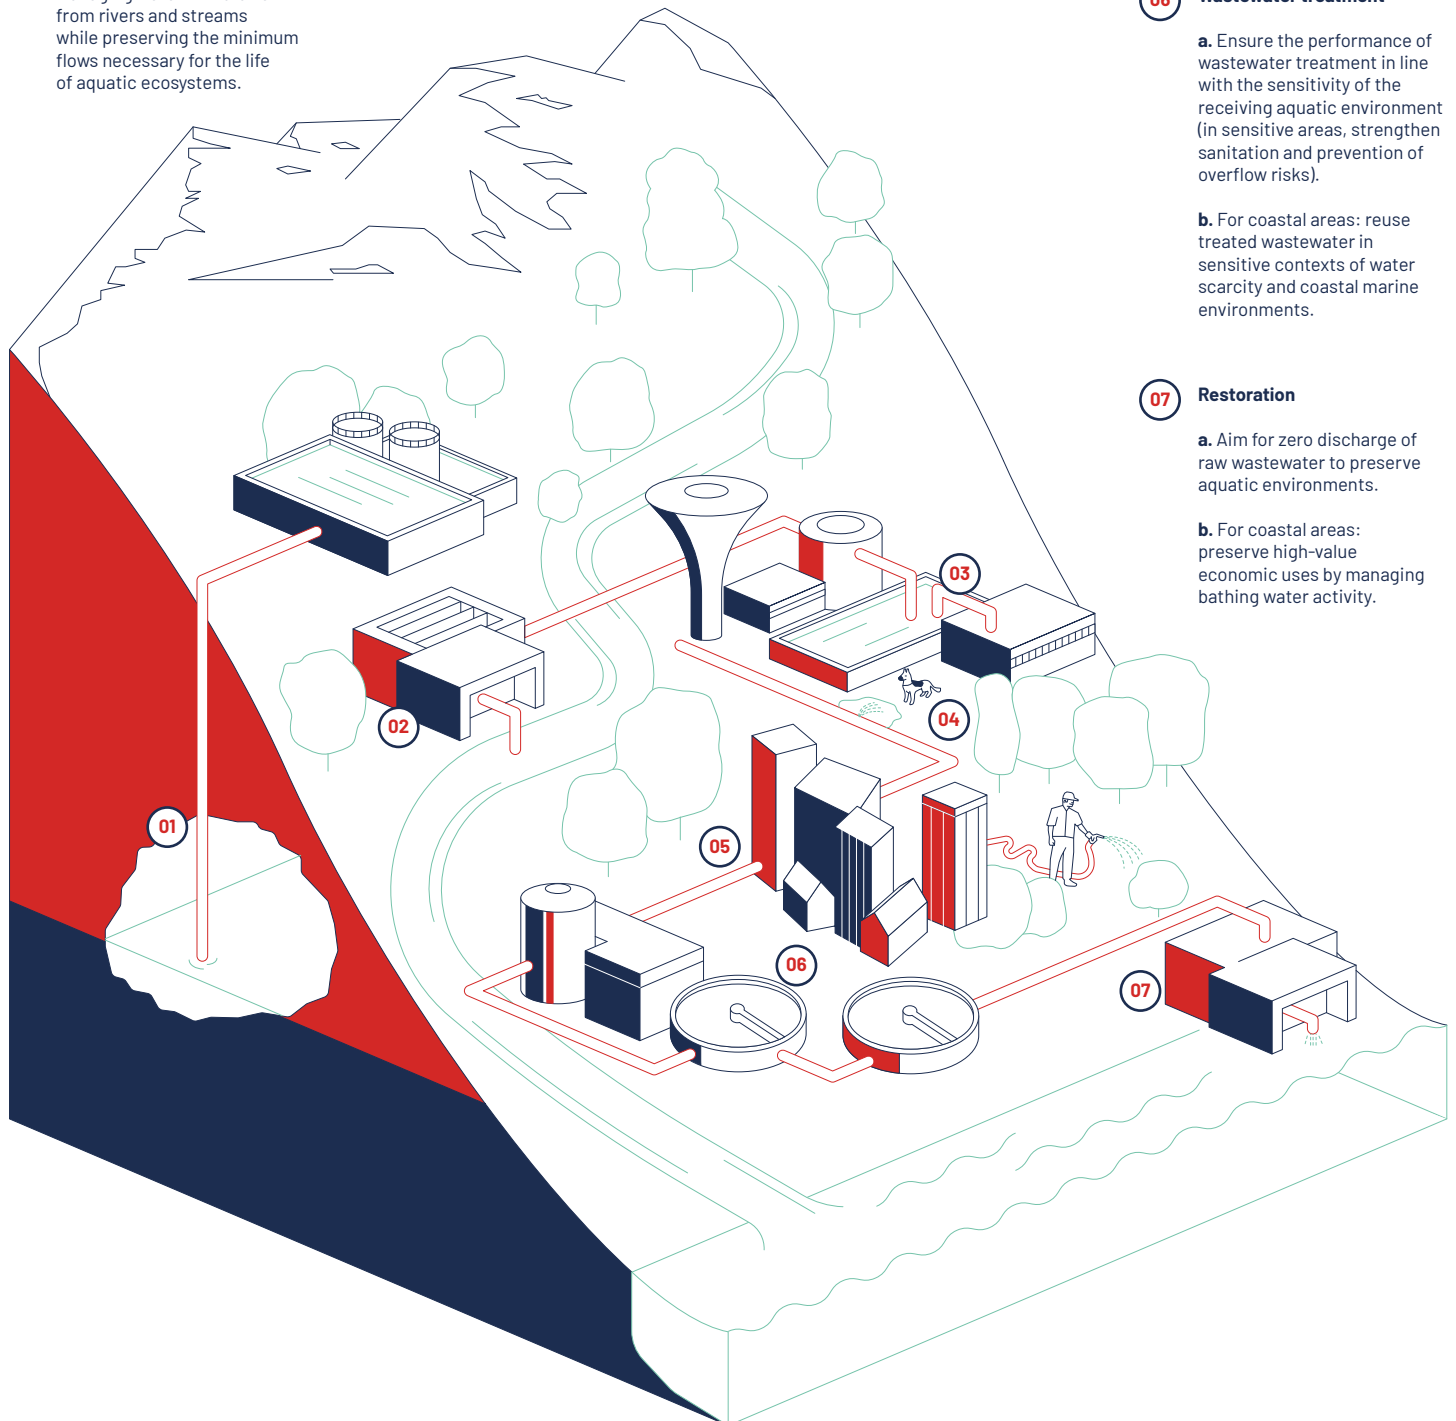 from rivers and streams
while preserving the minimum
flows necessary for the life
of aquatic ecosystems.
06
Wastewater treatment
a. Ensure the performance of
wastewater treatment in line
with the sensitivity of the
receiving aquatic environment
(in sensitive areas, strengthen
sanitation and prevention of
overflow risks).
b. For coastal areas: reuse
treated wastewater in
sensitive contexts of water
scarcity and coastal marine
environments.
07
Restoration
a. Aim for zero discharge of
raw wastewater to preserve
aquatic environments.
b. For coastal areas:
preserve high-value
economic uses by managing
bathing water activity.
03
02
04
01
05
06
07